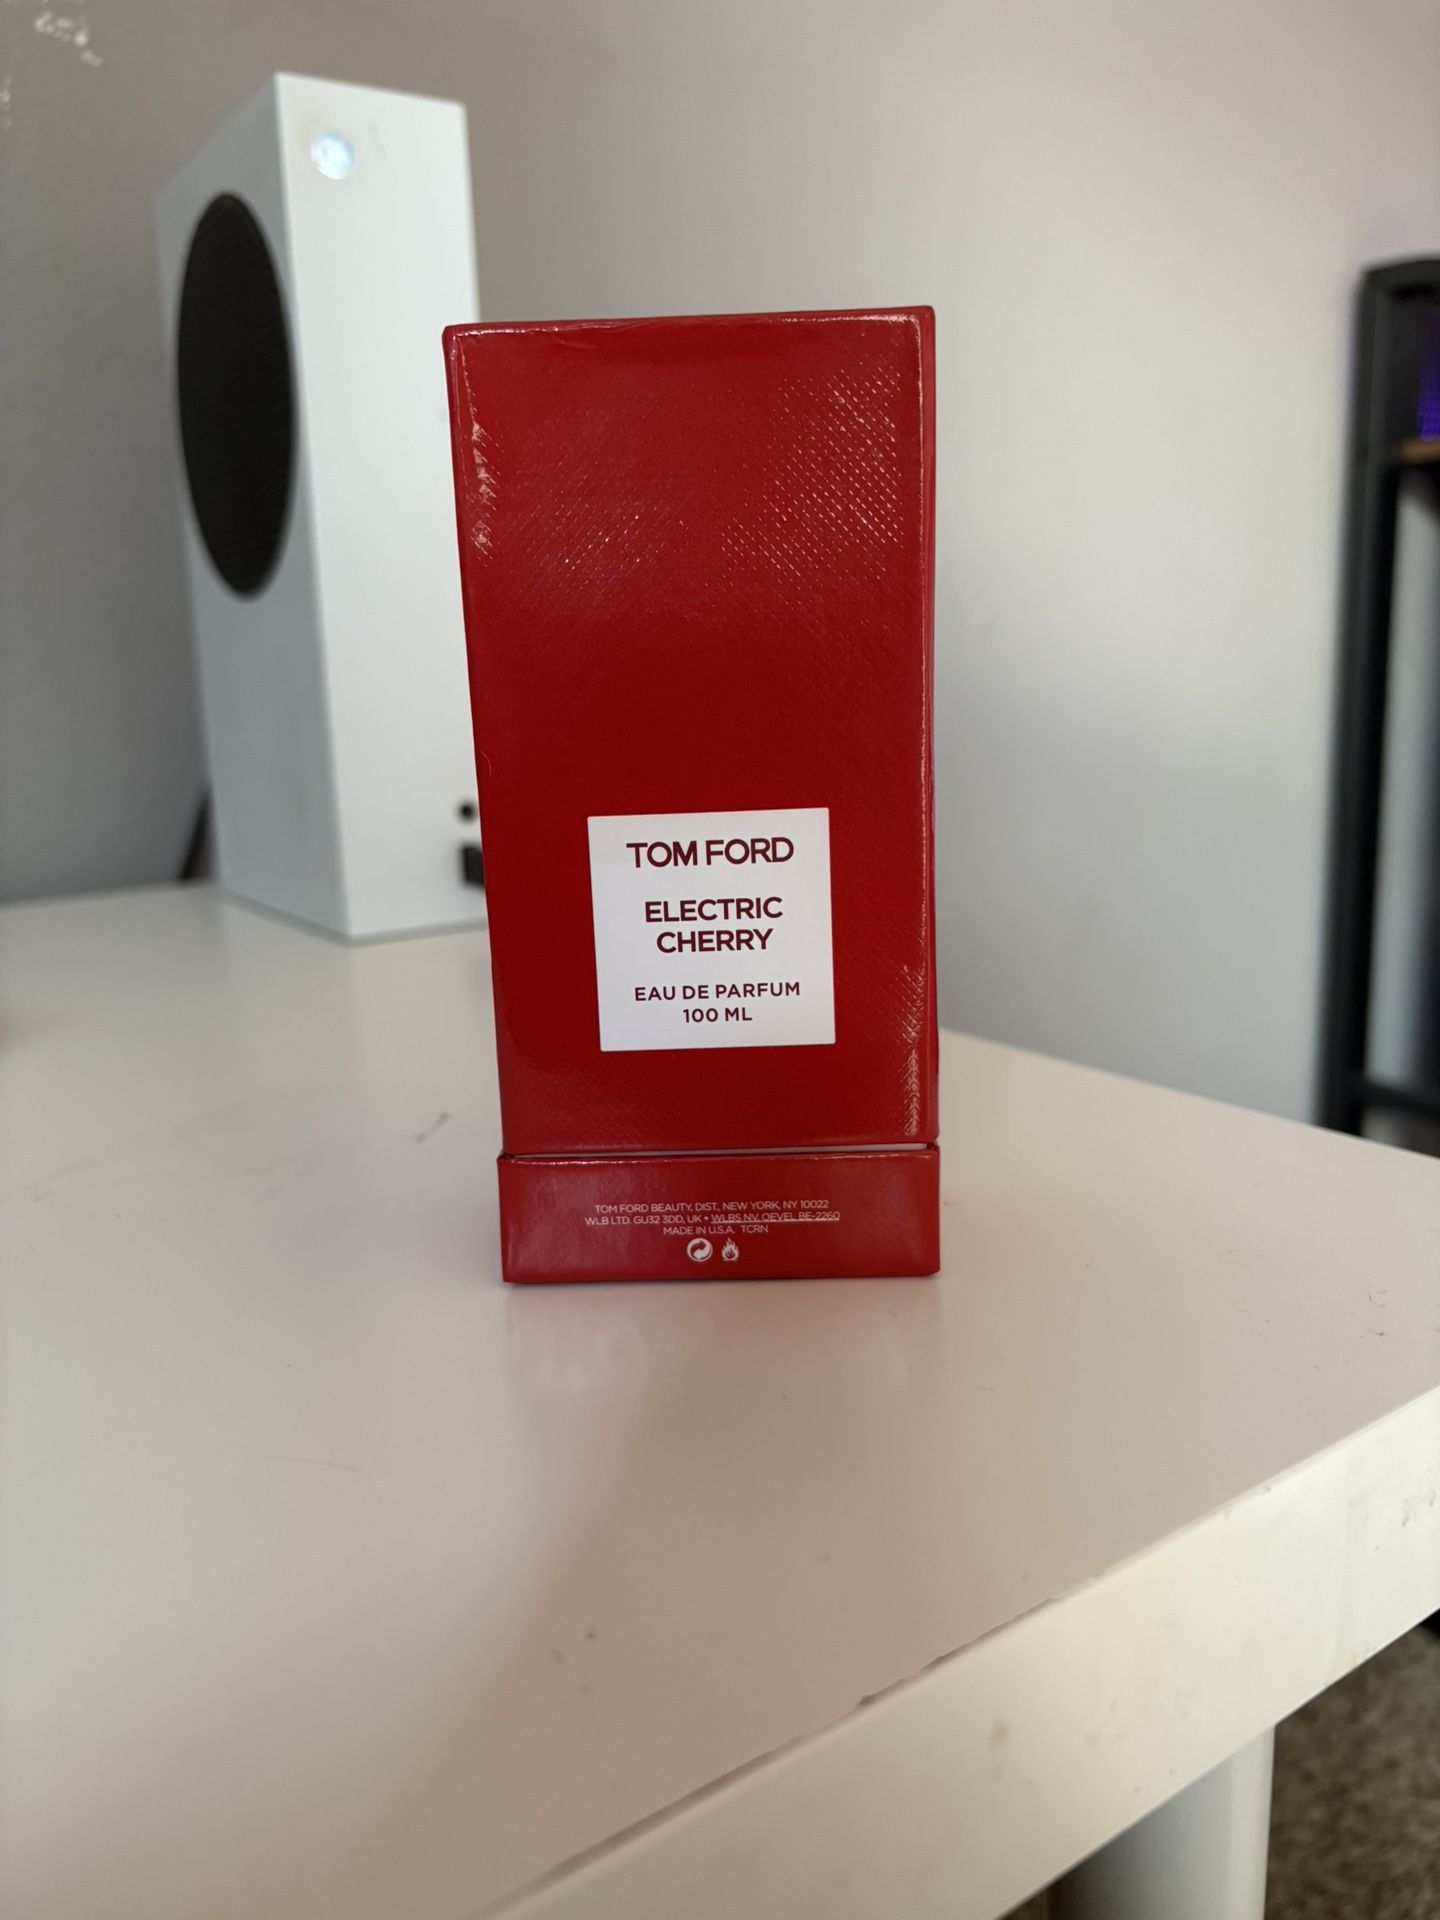 TOM FORD
ELECTRIC
CHERRY
EAU DE PARFUM
100 ML
TOM FORD BEAUTY, DIST., NEW YORK, NY 10022
WLB LTD. GU32 3DD, UK • WLBS NV. OEVEL BE-2260
MADE IN U.S.A. TCRN